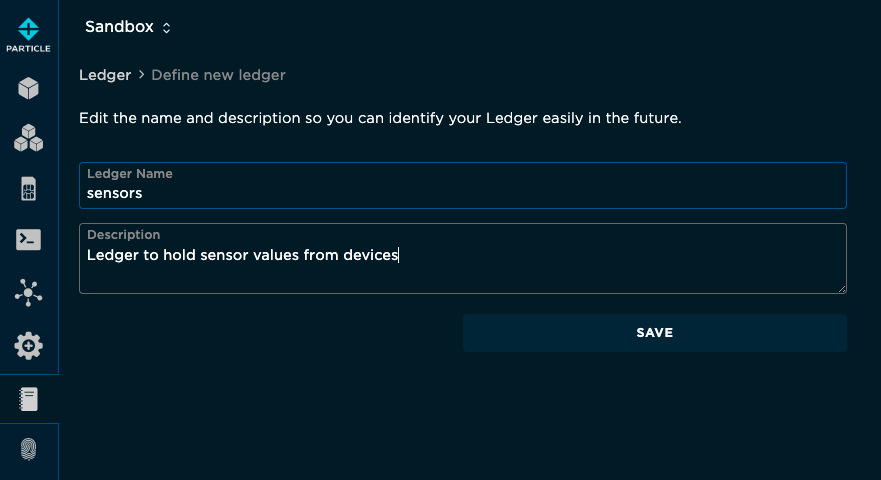 PARTICLE
Sandbox
Ledger > Define new ledger
Edit the name and description so you can identify your Ledger easily in the future.
Ledger Name
sensors
Description
Ledger to hold sensor values from devices
SAVE